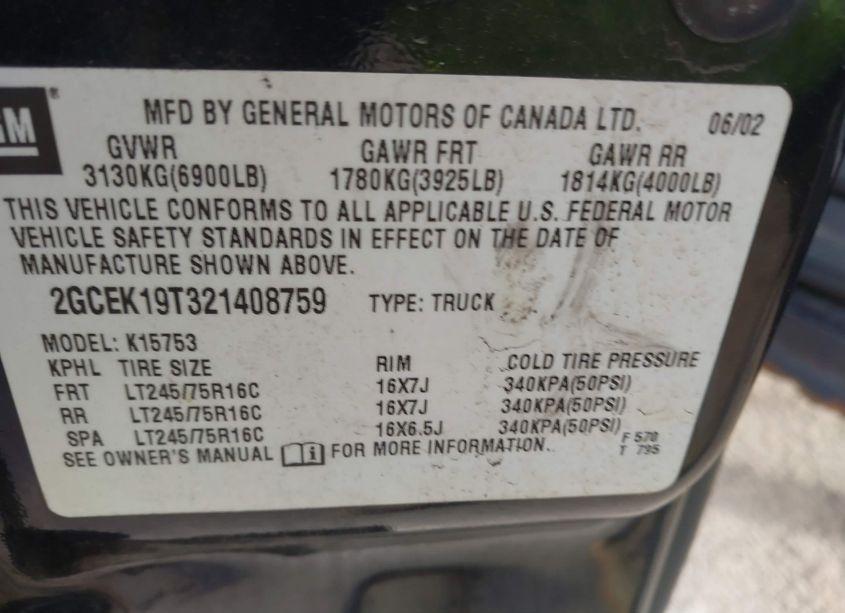 GM ®
MFD BY GENERAL MOTORS OF CANADA LTD. 06/02
GVWR GAWR FRT GAWR RR
3130KG(6900LB) 1780KG(3925LB) 1814KG(4000LB)
THIS VEHICLE CONFORMS TO ALL APPLICABLE U.S. FEDERAL MOTOR
VEHICLE SAFETY STANDARDS IN EFFECT ON THE DATE OF
MANUFACTURE SHOWN ABOVE.
2GCEK19T321408759 TYPE: TRUCK
MODEL: K15753
KPHL TIRE SIZE RIM COLD TIRE PRESSURE
FRT LT245/75R16C 16X7J 340KPA(50PSI)
RR LT245/75R16C 16X7J 340KPA(50PSI)
SPA LT245/75R16C 16X6.5J 340KPA(50PSI)
SEE OWNER'S MANUAL i FOR MORE INFORMATION. F 570
T 795